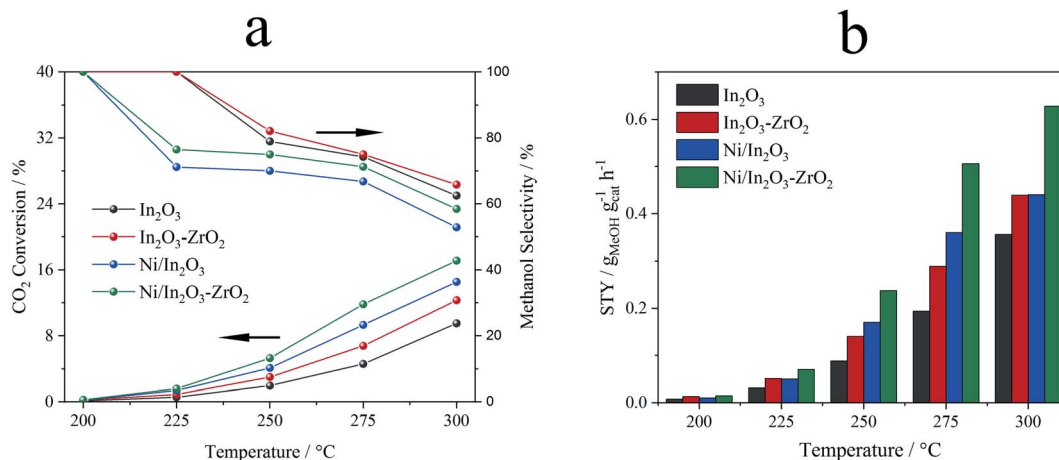 a
40
32
24
16
8
0
CO₂ Conversion / %
100
80
60
40
20
0
Methanol Selectivity / %
In₂O₃
In₂O₃-ZrO₂
Ni/In₂O₃
Ni/In₂O₃-ZrO₂
200 225 250 275 300
Temperature / °C
b
0.6
0.4
0.2
0.0
STY / g_MeOH g_cat⁻¹ h⁻¹
In₂O₃
In₂O₃-ZrO₂
Ni/In₂O₃
Ni/In₂O₃-ZrO₂
200 225 250 275 300
Temperature / °C